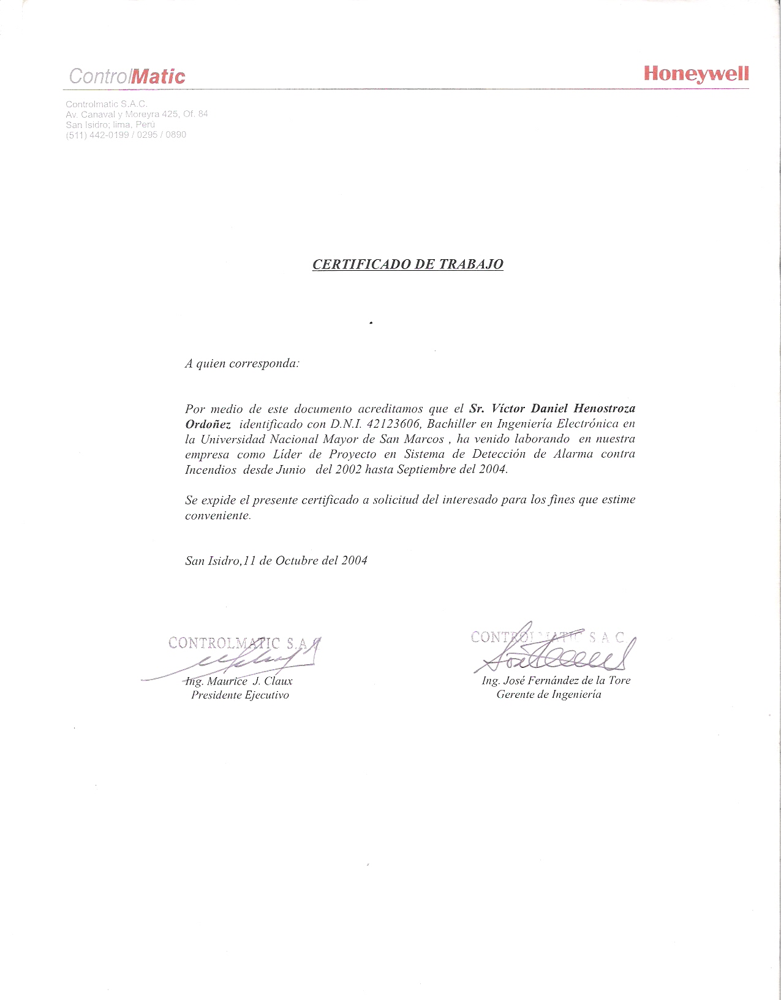 ControlMatic
Honeywell
Controlmatic S.A.C.
Av. Canaval y Moreyra 425, Of. 84
San Isidro; lima, Perú
(511) 442-0199 / 0295 / 0890
CERTIFICADO DE TRABAJO
A quien corresponda:
Por medio de este documento acreditamos que el Sr. Víctor Daniel Henostroza
Ordoñez identificado con D.N.I. 42123606, Bachiller en Ingeniería Electrónica en
la Universidad Nacional Mayor de San Marcos , ha venido laborando en nuestra
empresa como Líder de Proyecto en Sistema de Detección de Alarma contra
Incendios desde Junio del 2002 hasta Septiembre del 2004.
Se expide el presente certificado a solicitud del interesado para los fines que estime
conveniente.
San Isidro,11 de Octubre del 2004
CONTROLMATIC S.A.
CONTROLMATIC S A C
Ing. Maurice J. Claux
Presidente Ejecutivo
Ing. José Fernández de la Tore
Gerente de Ingeniería